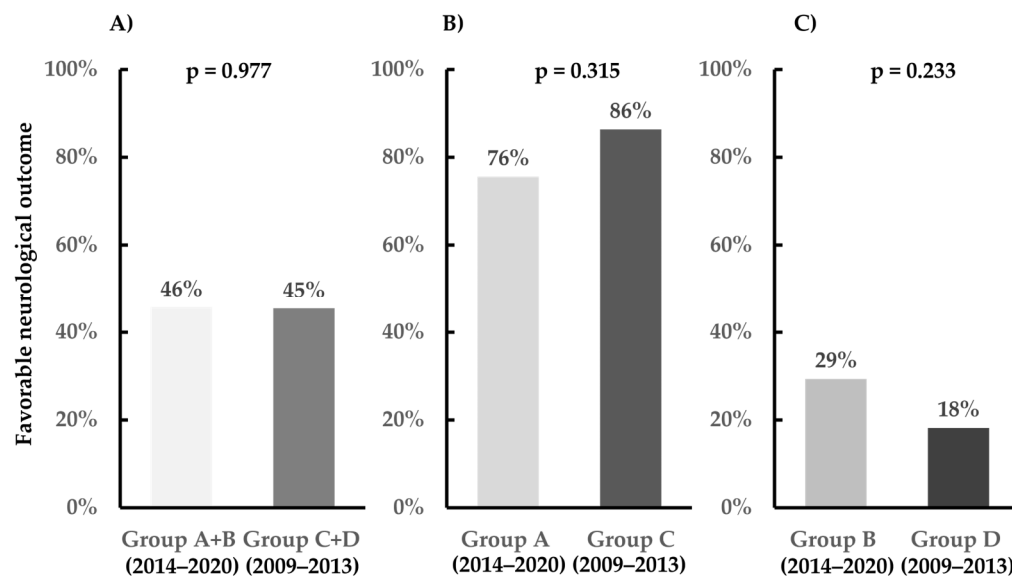 A)
p = 0.977
Favorable neurological outcome
100%
80%
60%
40%
20%
0%
46%
45%
Group A+B Group C+D
(2014–2020) (2009–2013)
B)
p = 0.315
100%
80%
60%
40%
20%
0%
76%
86%
Group A Group C
(2014–2020) (2009–2013)
C)
p = 0.233
100%
80%
60%
40%
20%
0%
29%
18%
Group B Group D
(2014–2020) (2009–2013)